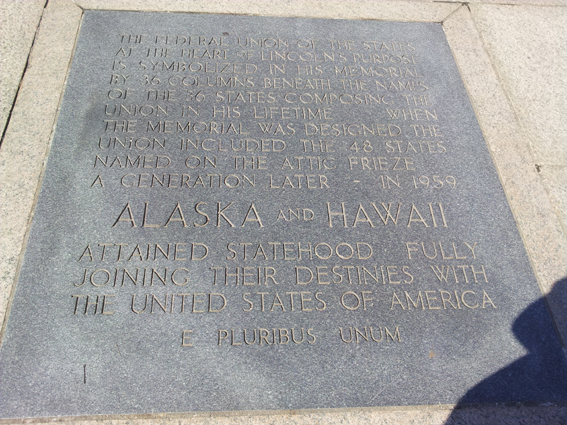 THE FEDERAL UNION OF THE STATES
AT THE HEART OF LINCOLN'S PURPOSE
IS SYMBOLIZED IN HIS MEMORIAL
BY 36 COLUMNS BENEATH THE NAMES
OF THE 36 STATES COMPOSING THE
UNION IN HIS LIFETIME WHEN
THE MEMORIAL WAS DESIGNED THE
UNION INCLUDED THE 48 STATES
NAMED ON THE ATTIC FRIEZE
A GENERATION LATER - IN 1959
ALASKA AND HAWAII
ATTAINED STATEHOOD FULLY
JOINING THEIR DESTINIES WITH
THE UNITED STATES OF AMERICA
E PLURIBUS UNUM